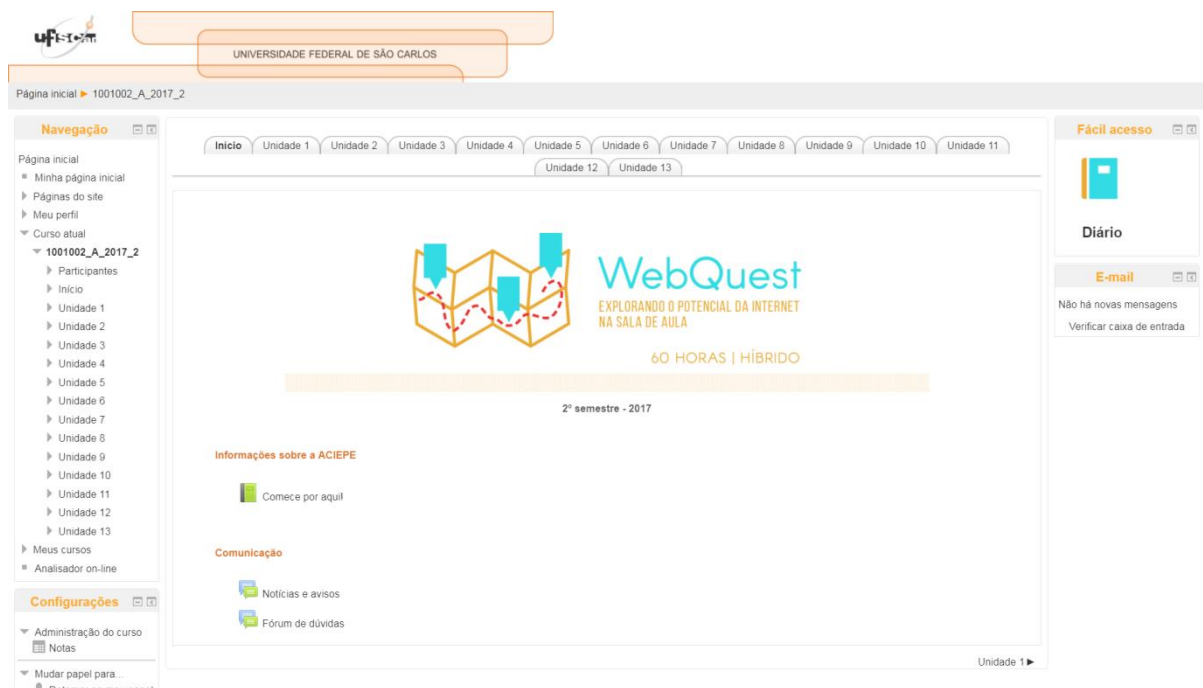 ufscar
UNIVERSIDADE FEDERAL DE SÃO CARLOS
Página inicial ► 1001002_A_2017_2
Navegação
Página inicial
Minha página inicial
Páginas do site
Meu perfil
Curso atual
1001002_A_2017_2
Participantes
Início
Unidade 1
Unidade 2
Unidade 3
Unidade 4
Unidade 5
Unidade 6
Unidade 7
Unidade 8
Unidade 9
Unidade 10
Unidade 11
Unidade 12
Unidade 13
Meus cursos
Analisador on-line
Configurações
Administração do curso
Notas
Mudar papel para...
Início Unidade 1 Unidade 2 Unidade 3 Unidade 4 Unidade 5 Unidade 6 Unidade 7 Unidade 8 Unidade 9 Unidade 10 Unidade 11
Unidade 12 Unidade 13
WebQuest
EXPLORANDO O POTENCIAL DA INTERNET
NA SALA DE AULA
60 HORAS | HÍBRIDO
2º semestre - 2017
Informações sobre a ACIEPE
Comece por aqui!
Comunicação
Notícias e avisos
Fórum de dúvidas
Unidade 1►
Fácil acesso
Diário
E-mail
Não há novas mensagens
Verificar caixa de entrada